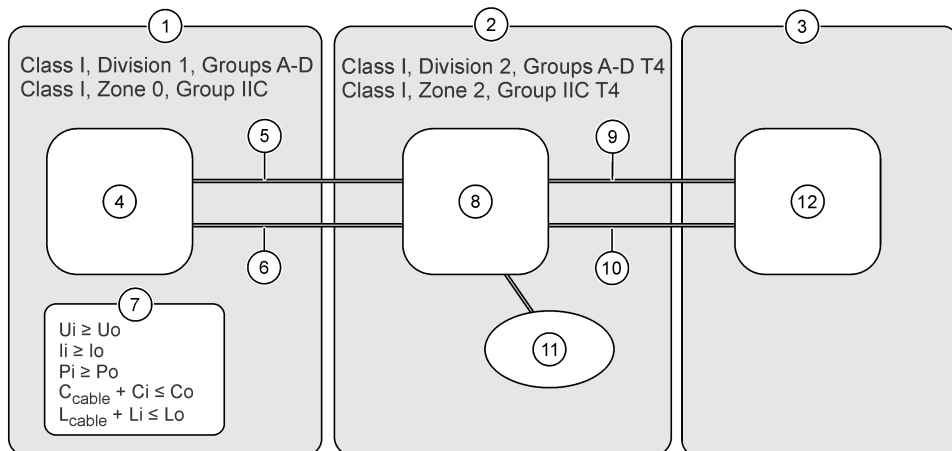 1
2
3
Class I, Division 1, Groups A-D
Class I, Zone 0, Group IIC
Class I, Division 2, Groups A-D T4
Class I, Zone 2, Group IIC T4
5
9
4
8
12
6
10
7
Ui ≥ Uo
Ii ≥ Io
Pi ≥ Po
Ccable + Ci ≤ Co
Lcable + Li ≤ Lo
11